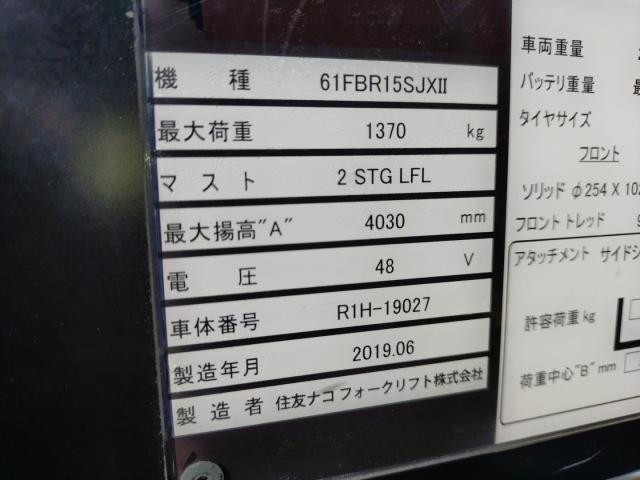 機 種 61FBR15SJXII
最大荷重 1370 kg
マ ス ト 2 STG LFL
最大揚高"A" 4030 mm
電 圧 48 V
車体番号 R1H-19027
製造年月 2019.06
製 造 者 住友ナコ フォークリフト株式会社
車両重量
バッテリ重量
タイヤサイズ
フロント
ソリッド φ254 X
フロントトレッド
アタッチメント
許容荷重 kg
荷重中心"B" mm